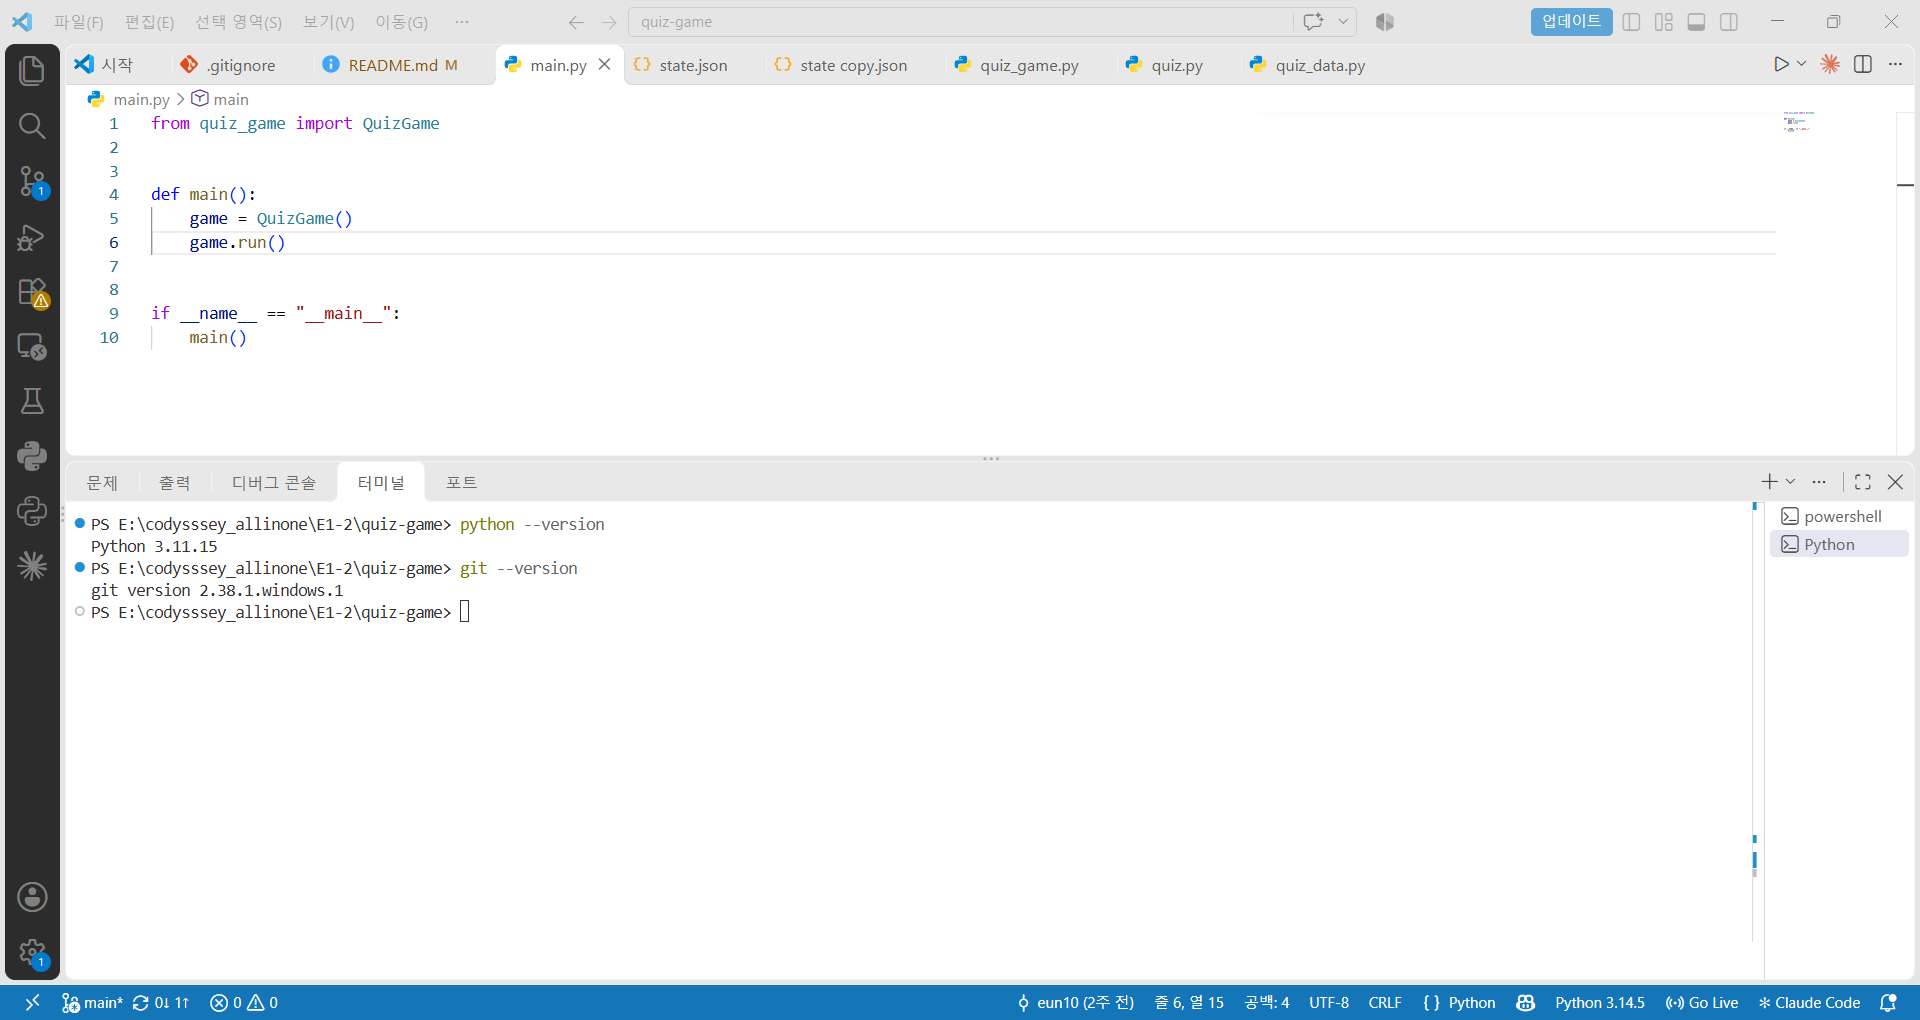 파일(F) 편집(E) 선택 영역(S) 보기(V) 이동(G) ··· quiz-game 업데이트
시작 .gitignore README.md M main.py state.json state copy.json quiz_game.py quiz.py quiz_data.py
main.py > main
1 from quiz_game import QuizGame
2
3
4 def main():
5 game = QuizGame()
6 game.run()
7
8
9 if __name__ == "__main__":
10 main()
문제 출력 디버그 콘솔 터미널 포트
PS E:\codysssey_allinone\E1-2\quiz-game> python --version
Python 3.11.15
PS E:\codysssey_allinone\E1-2\quiz-game> git --version
git version 2.38.1.windows.1
PS E:\codysssey_allinone\E1-2\quiz-game>
powershell
Python
1
1
main* 0↓ 1↑ 0 0 eun10 (2주 전) 줄 6, 열 15 공백: 4 UTF-8 CRLF { } Python Python 3.14.5 Go Live Claude Code